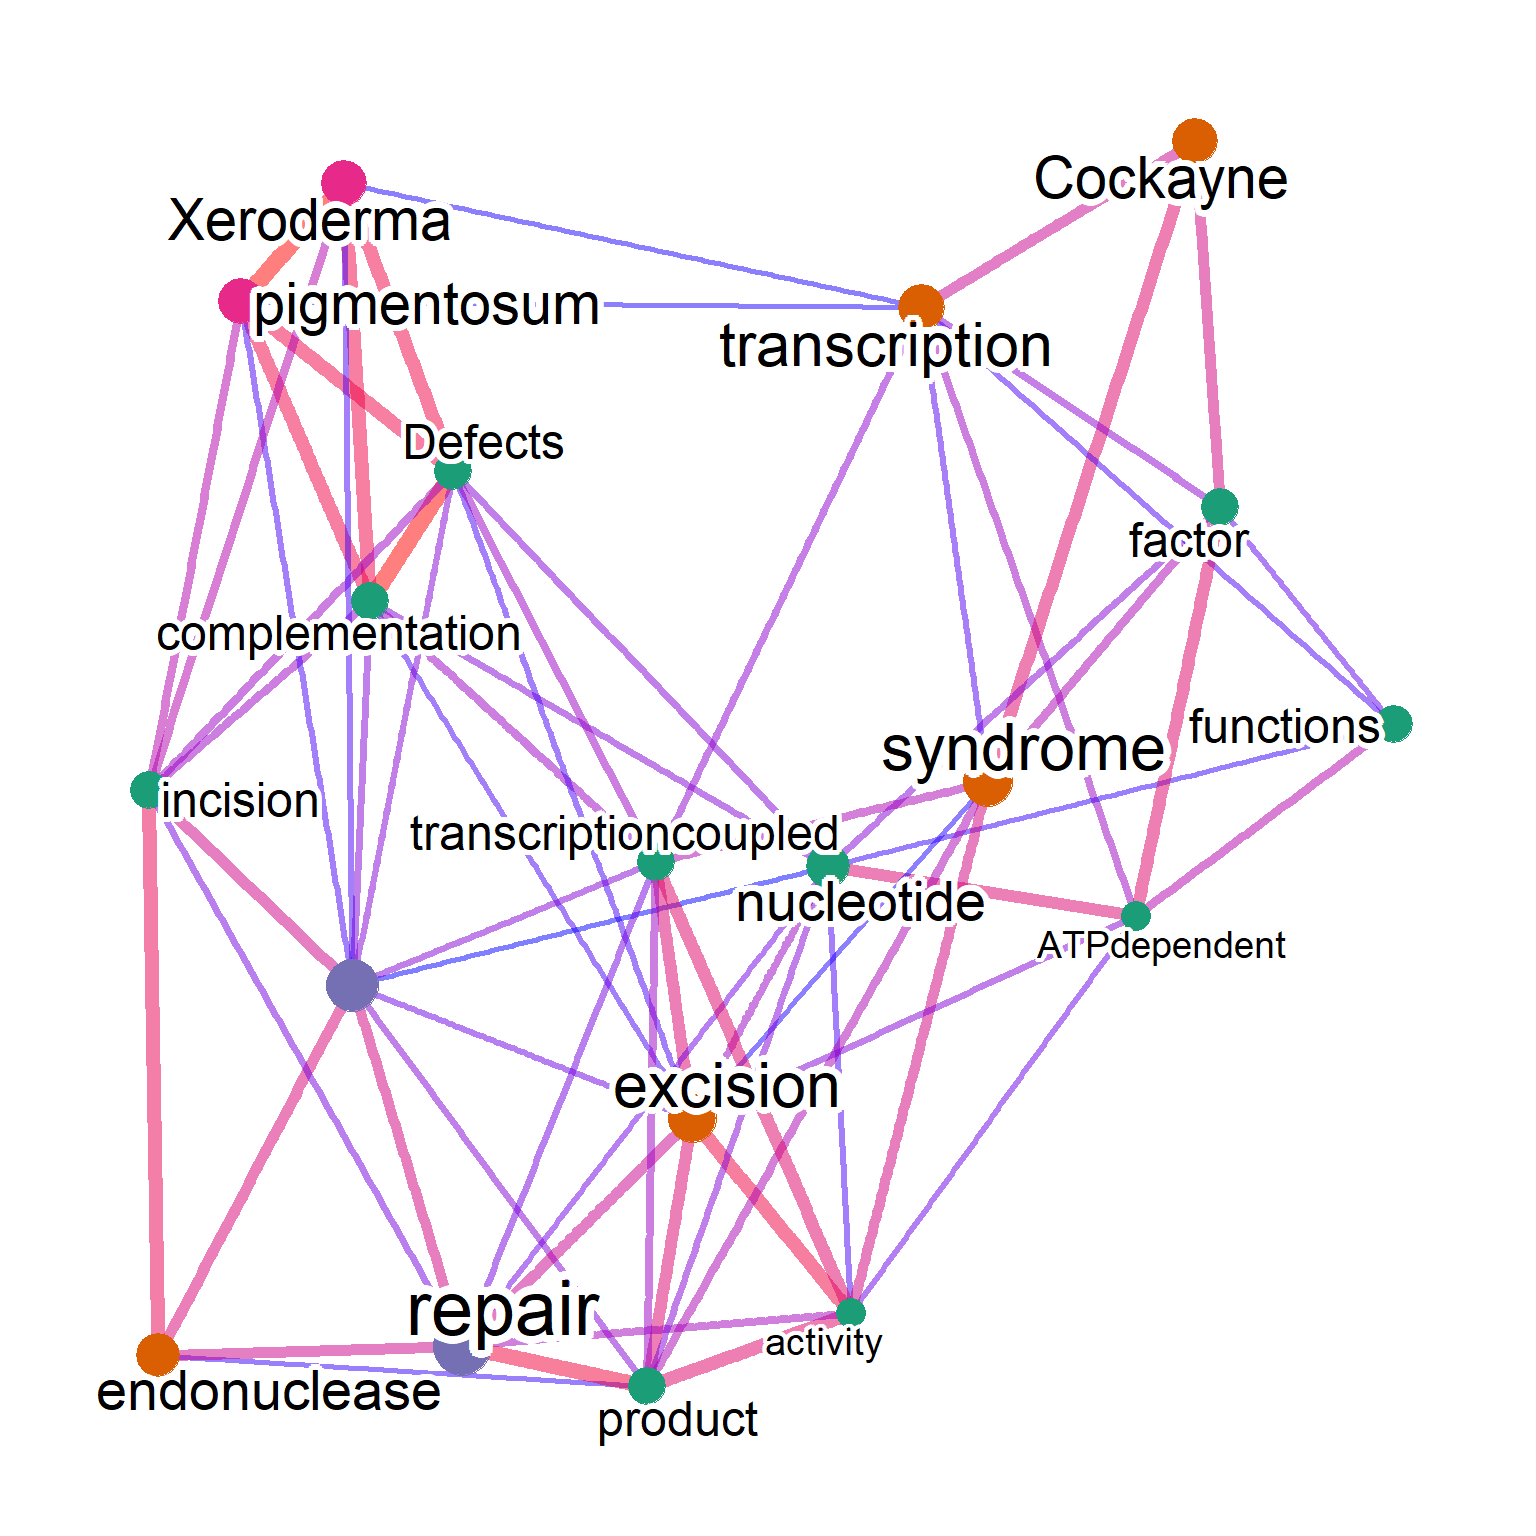 Cockayne
Xeroderma
pigmentosum
transcription
Defects
factor
complementation
functions
syndrome
incision
transcriptioncoupled
nucleotide
ATPdependent
excision
repair
activity
endonuclease
product